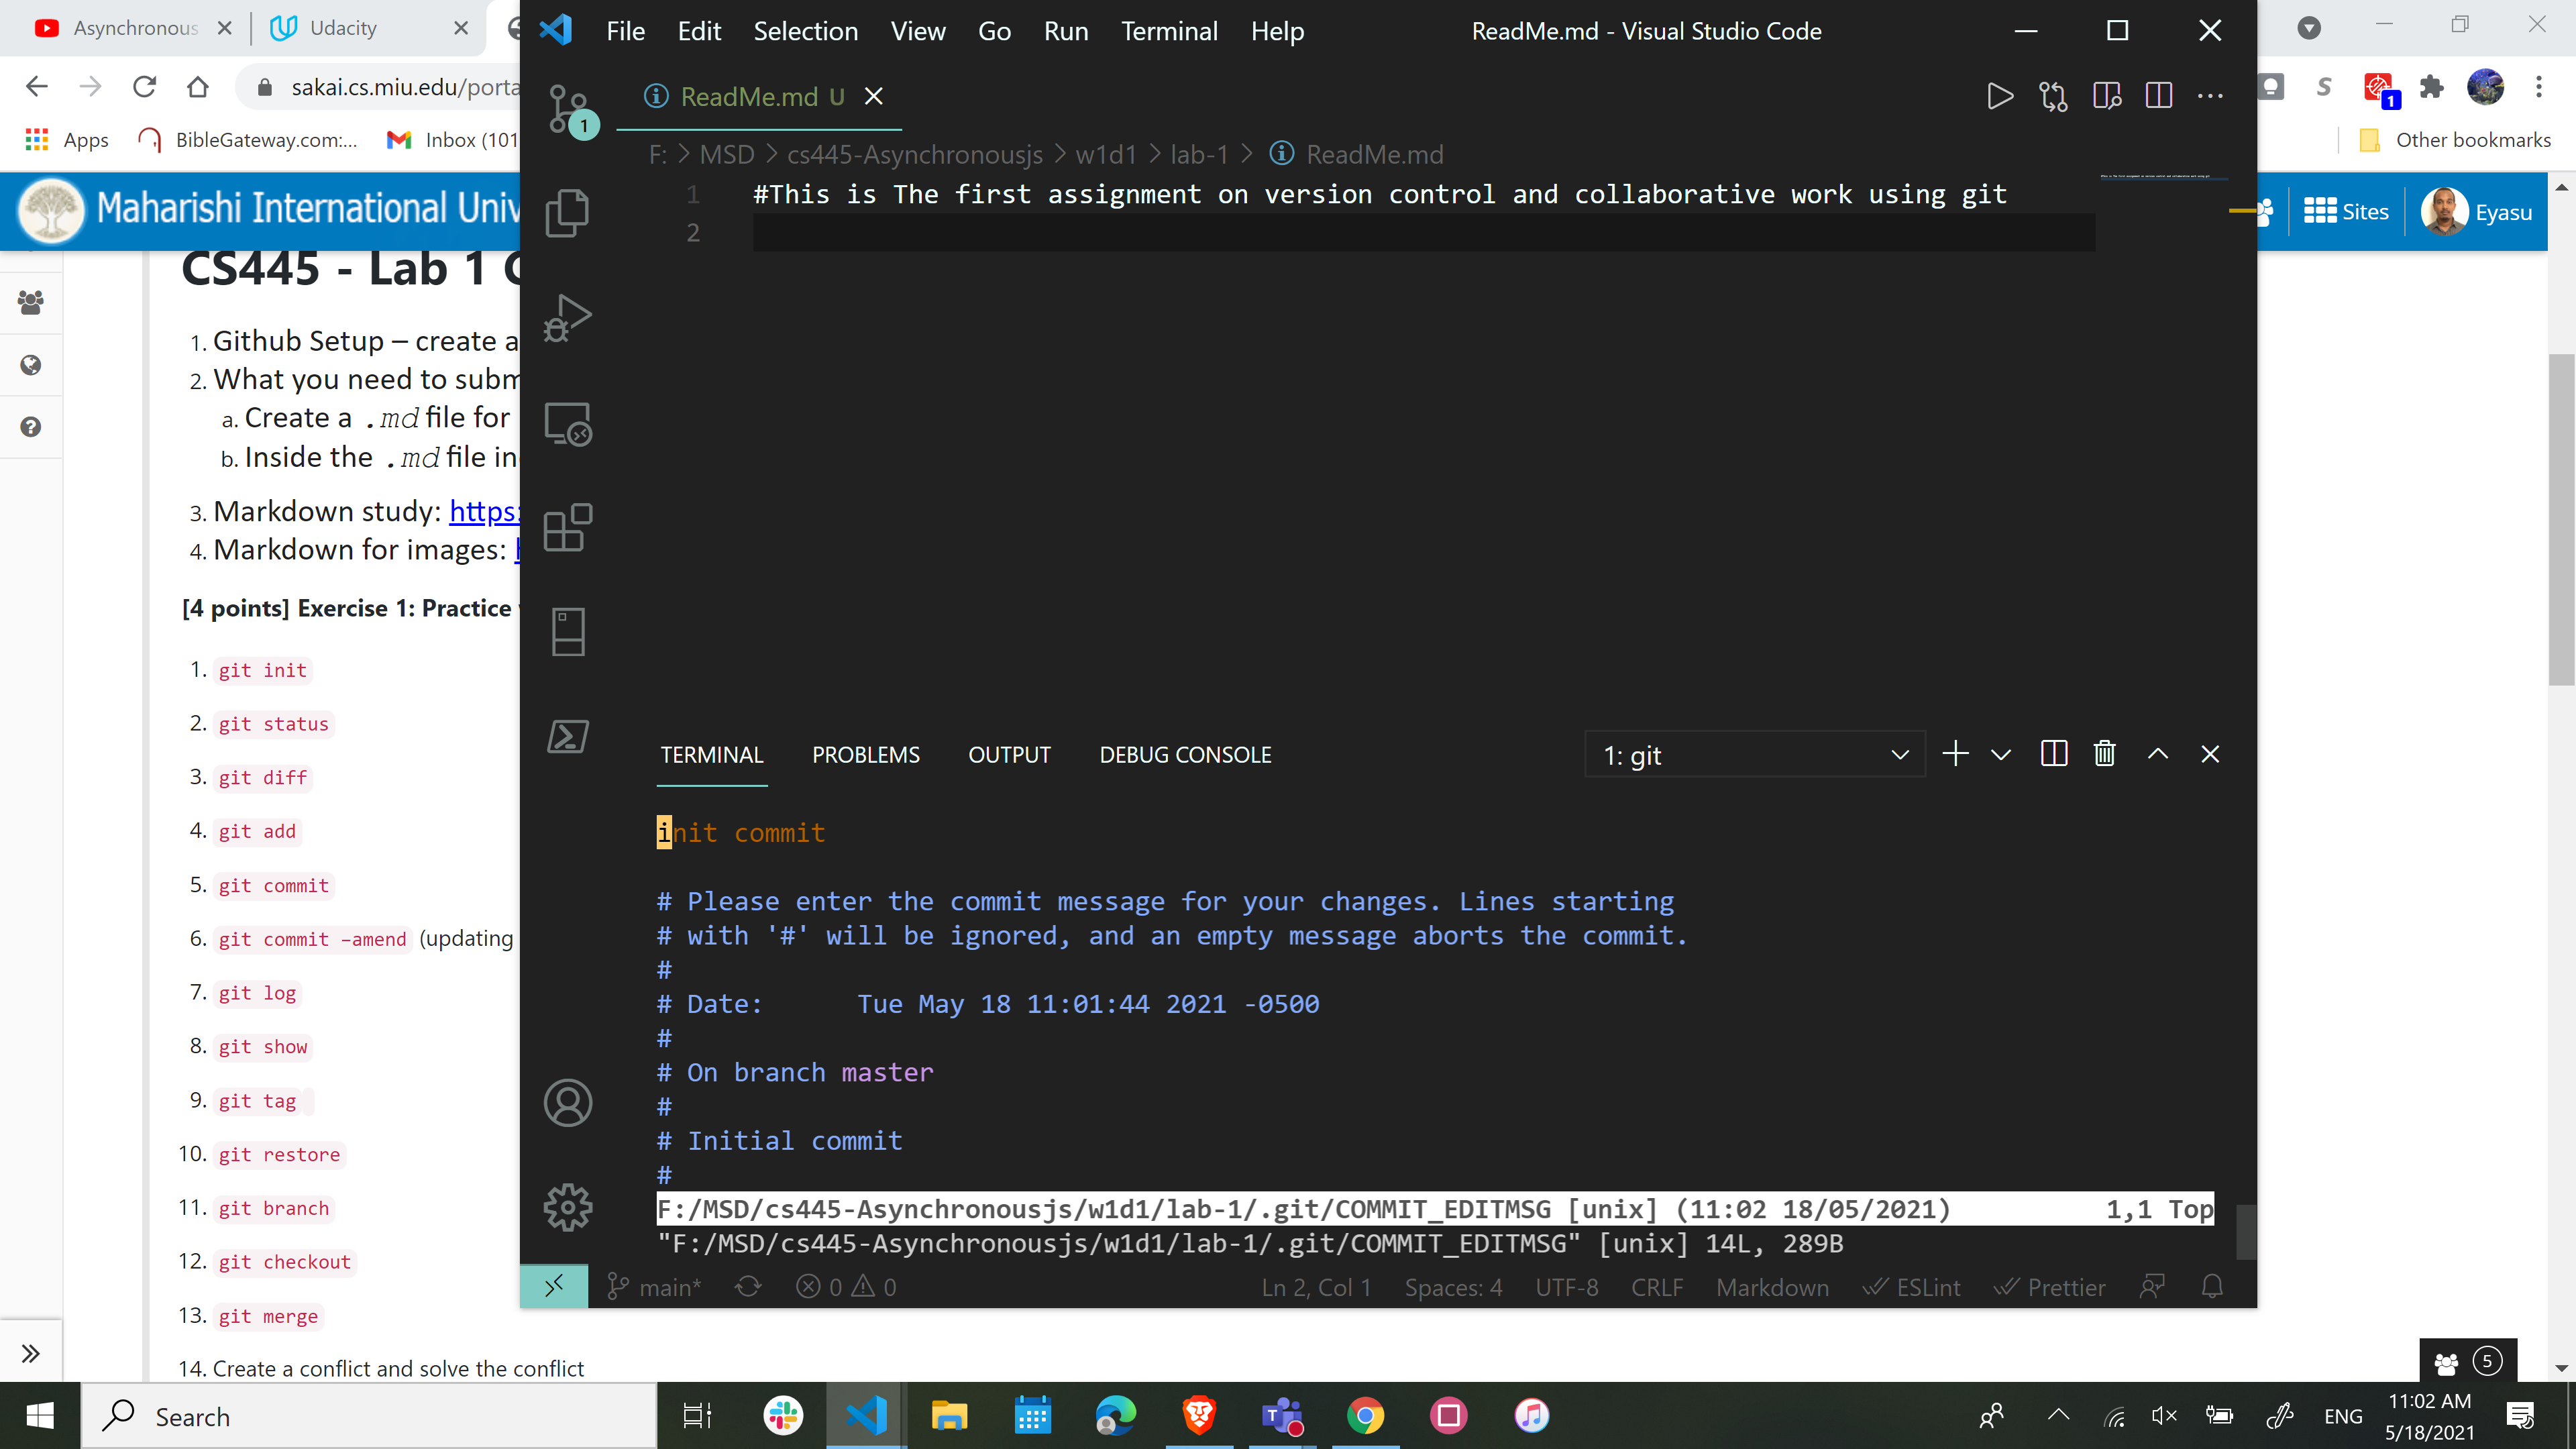 Asynchronous
Udacity
sakai.cs.miu.edu/porta
Apps
BibleGateway.com:...
Inbox (101
Maharishi International Univ
CS445 - Lab 1
1. Github Setup – create a
2. What you need to subm
a. Create a .md file for
b. Inside the .md file in
3. Markdown study: https:
4. Markdown for images:
[4 points] Exercise 1: Practice
1. git init
2. git status
3. git diff
4. git add
5. git commit
6. git commit –amend (updating
7. git log
8. git show
9. git tag
10. git restore
11. git branch
12. git checkout
13. git merge
14. Create a conflict and solve the conflict
File Edit Selection View Go Run Terminal Help
ReadMe.md - Visual Studio Code
1
ReadMe.md U
F: > MSD > cs445-Asynchronousjs > w1d1 > lab-1 > ReadMe.md
1 #This is The first assignment on version control and collaborative work using git
2
TERMINAL PROBLEMS OUTPUT DEBUG CONSOLE
1: git
init commit
# Please enter the commit message for your changes. Lines starting
# with '#' will be ignored, and an empty message aborts the commit.
#
# Date:      Tue May 18 11:01:44 2021 -0500
#
# On branch master
#
# Initial commit
#
F:/MSD/cs445-Asynchronousjs/w1d1/lab-1/.git/COMMIT_EDITMSG [unix] (11:02 18/05/2021) 1,1 Top
"F:/MSD/cs445-Asynchronousjs/w1d1/lab-1/.git/COMMIT_EDITMSG" [unix] 14L, 289B
main* 0 0 Ln 2, Col 1 Spaces: 4 UTF-8 CRLF Markdown ESLint Prettier
S
1
Other bookmarks
Sites
Eyasu
5
Search
ENG
11:02 AM
5/18/2021